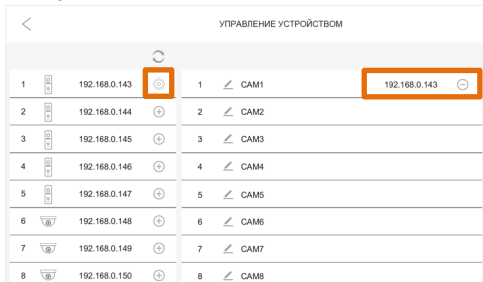 УПРАВЛЕНИЕ УСТРОЙСТВОМ
1 192.168.0.143 1 CAM1 192.168.0.143
2 192.168.0.144 2 CAM2
3 192.168.0.145 3 CAM3
4 192.168.0.146 4 CAM4
5 192.168.0.147 5 CAM5
6 192.168.0.148 6 CAM6
7 192.168.0.149 7 CAM7
8 192.168.0.150 8 CAM8